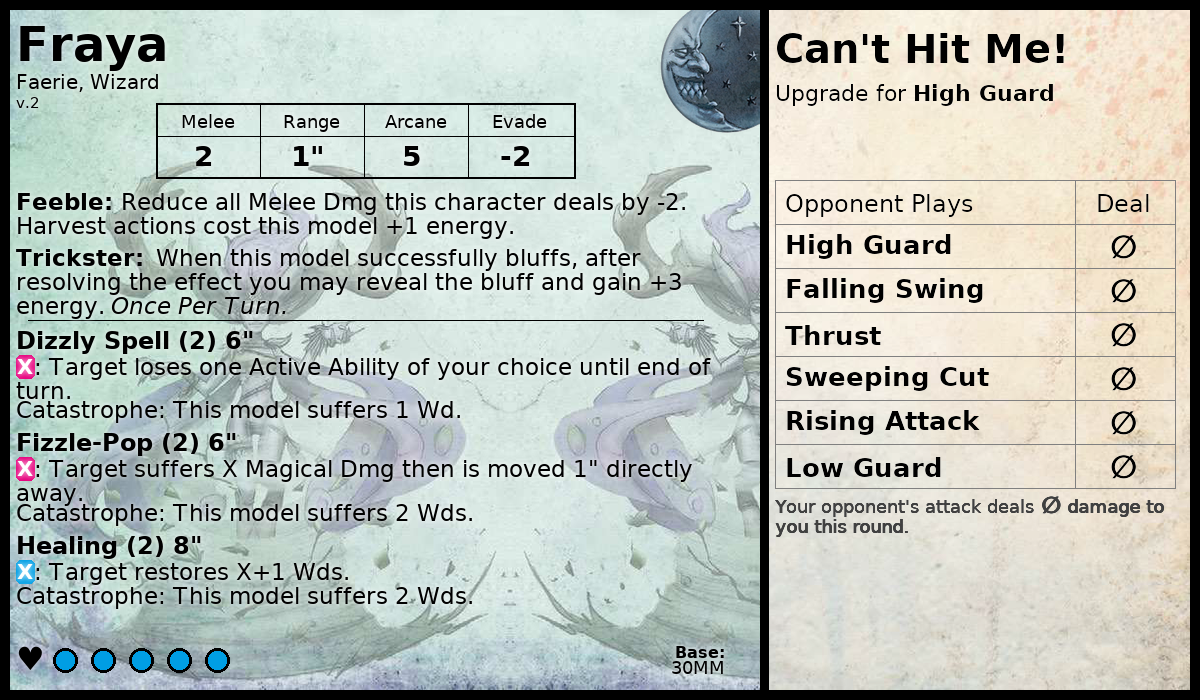 Fraya
Faerie, Wizard
v.2
Melee Range Arcane Evade
2 1" 5 -2
Feeble: Reduce all Melee Dmg this character deals by -2.
Harvest actions cost this model +1 energy.
Trickster: When this model successfully bluffs, after
resolving the effect you may reveal the bluff and gain +3
energy. Once Per Turn.
Dizzly Spell (2) 6"
X: Target loses one Active Ability of your choice until end of
turn.
Catastrophe: This model suffers 1 Wd.
Fizzle-Pop (2) 6"
X: Target suffers X Magical Dmg then is moved 1" directly
away.
Catastrophe: This model suffers 2 Wds.
Healing (2) 8"
X: Target restores X+1 Wds.
Catastrophe: This model suffers 2 Wds.
Base:
30MM
Can't Hit Me!
Upgrade for High Guard
Opponent Plays Deal
High Guard ∅
Falling Swing ∅
Thrust ∅
Sweeping Cut ∅
Rising Attack ∅
Low Guard ∅
Your opponent's attack deals ∅ damage to
you this round.